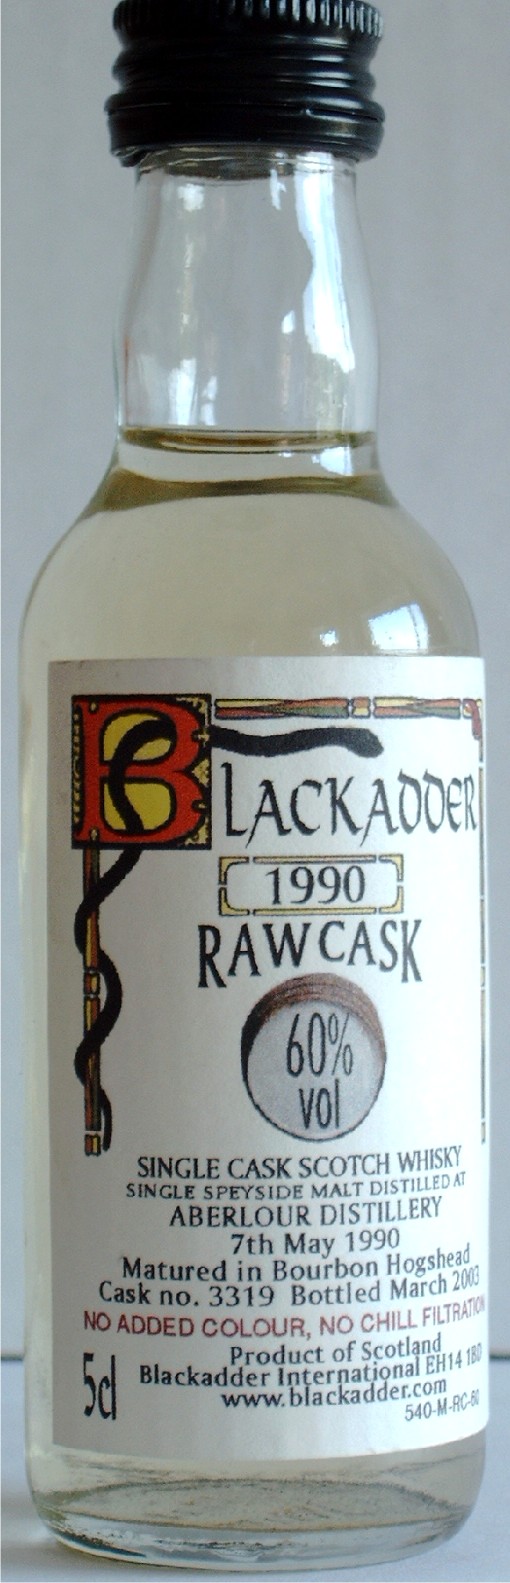 BLACKADDER
1990
RAW CASK
60%
vol
SINGLE CASK SCOTCH WHISKY
SINGLE SPEYSIDE MALT DISTILLED AT
ABERLOUR DISTILLERY
7th May 1990
Matured in Bourbon Hogshead
Cask no. 3319 Bottled March 2003
NO ADDED COLOUR, NO CHILL FILTRATION
Product of Scotland
Blackadder International EH14 1BD
www.blackadder.com
5cl
540-M-RC-60